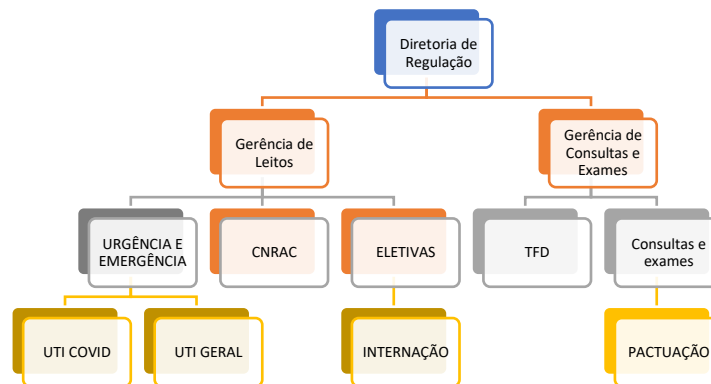 Diretoria de
Regulação
Gerência de
Leitos
Gerência de
Consultas e
Exames
URGÊNCIA E
EMERGÊNCIA
CNRAC
ELETIVAS
TFD
Consultas e
exames
UTI COVID
UTI GERAL
INTERNAÇÃO
PACTUAÇÃO